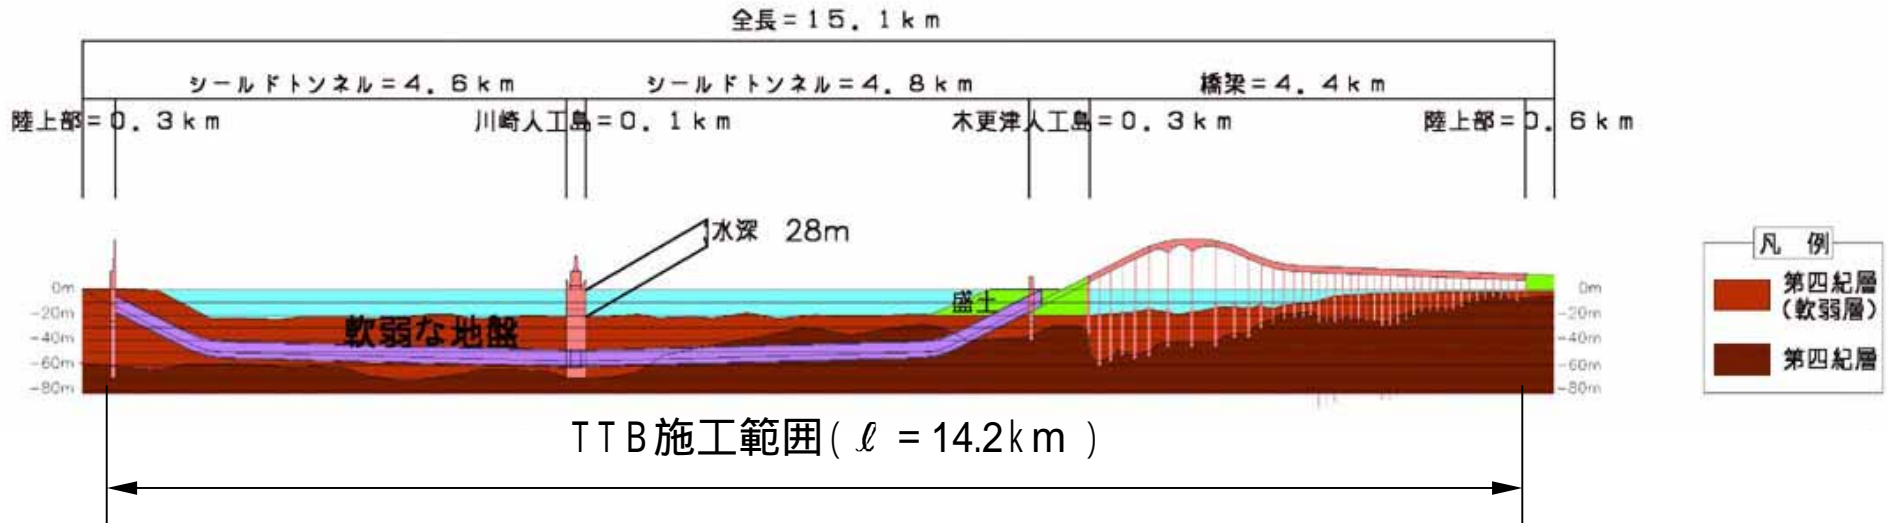 全長=15.1km
シールドトンネル=4.6km
シールドトンネル=4.8km
橋梁=4.4km
陸上部=0.3km
川崎人工島=0.1km
木更津人工島=0.3km
陸上部=0.6km
水深 28m
凡 例
第四紀層
(軟弱層)
第四紀層
0m
-20m
-40m
-60m
-80m
軟弱な地盤
盛土
0m
-20m
-40m
-60m
-80m
TTB施工範囲(ℓ = 14.2km )